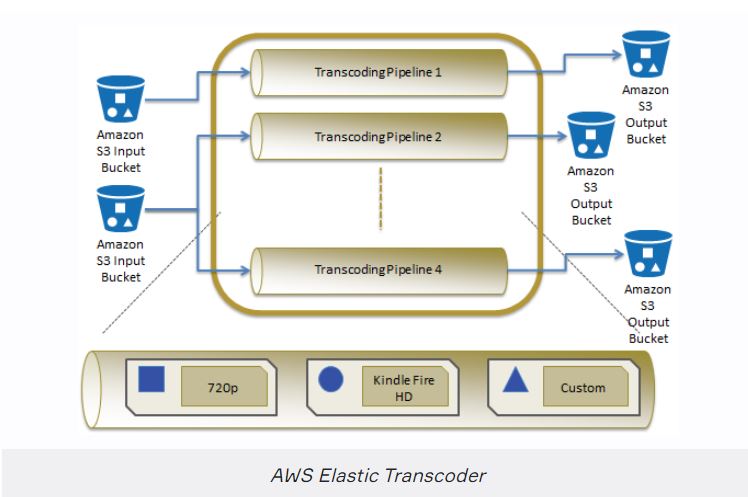 Transcoding Pipeline 1
Amazon
S3 Output
Bucket
Amazon
S3 Input
Bucket
Transcoding Pipeline 2
Amazon
S3
Output
Bucket
Amazon
S3 Input
Bucket
Transcoding Pipeline 4
Amazon
S3
Output
Bucket
720p
Kindle Fire
HD
Custom
AWS Elastic Transcoder